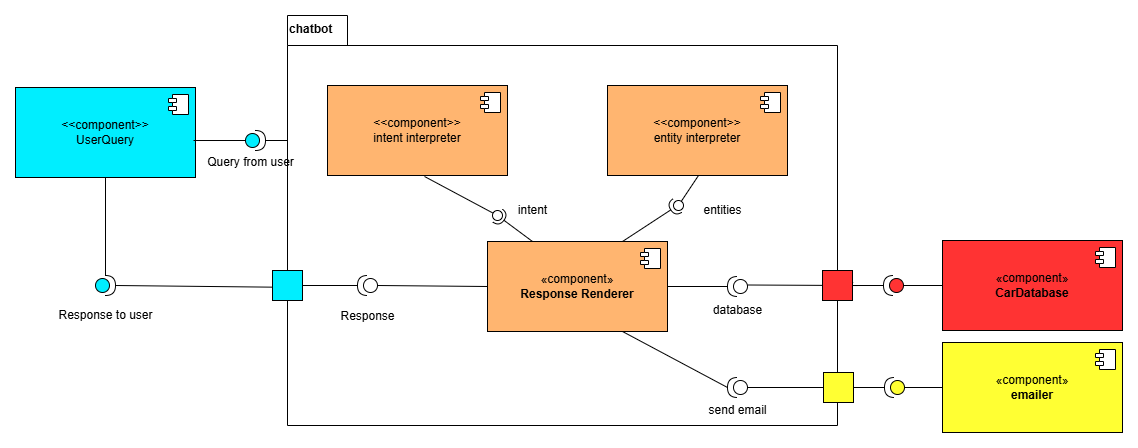 chatbot
<<component>>
UserQuery
Query from user
<<component>>
intent interpreter
<<component>>
entity interpreter
intent
entities
«component»
Response Renderer
Response to user
Response
database
send email
«component»
CarDatabase
«component»
emailer